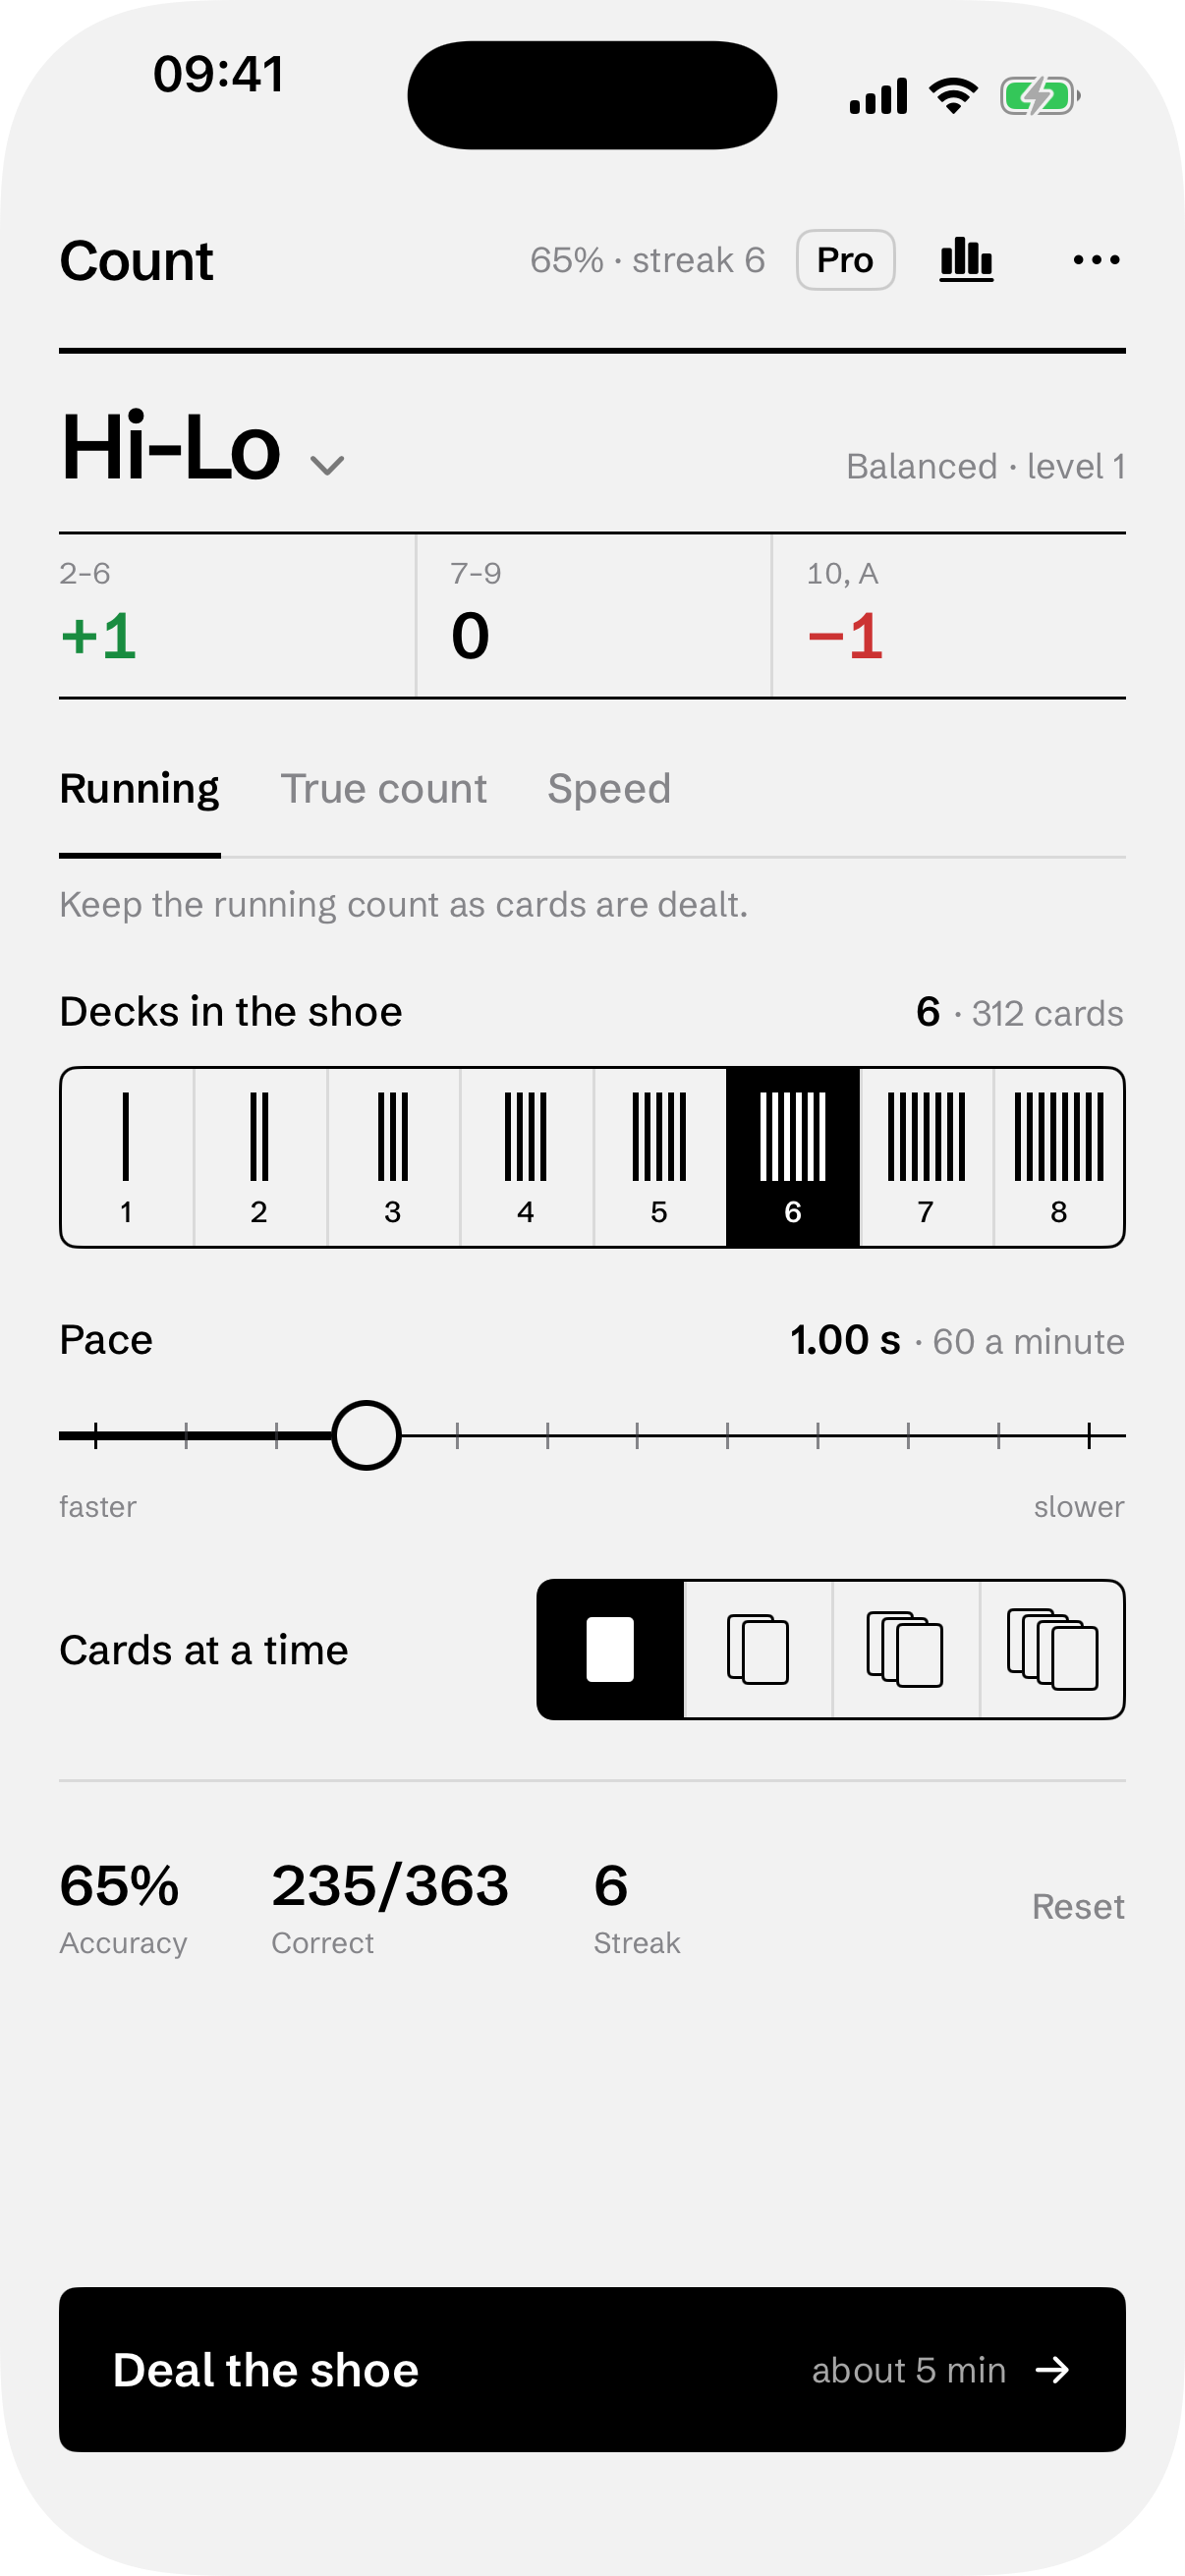 09:41
Count 65% · streak 6 Pro
Hi-Lo Balanced · level 1
2–6 7–9 10, A
+1 0 −1
Running True count Speed
Keep the running count as cards are dealt.
Decks in the shoe 6 · 312 cards
1 2 3 4 5 6 7 8
Pace 1.00 s · 60 a minute
faster slower
Cards at a time
65% 235/363 6
Accuracy Correct Streak Reset
Deal the shoe about 5 min →